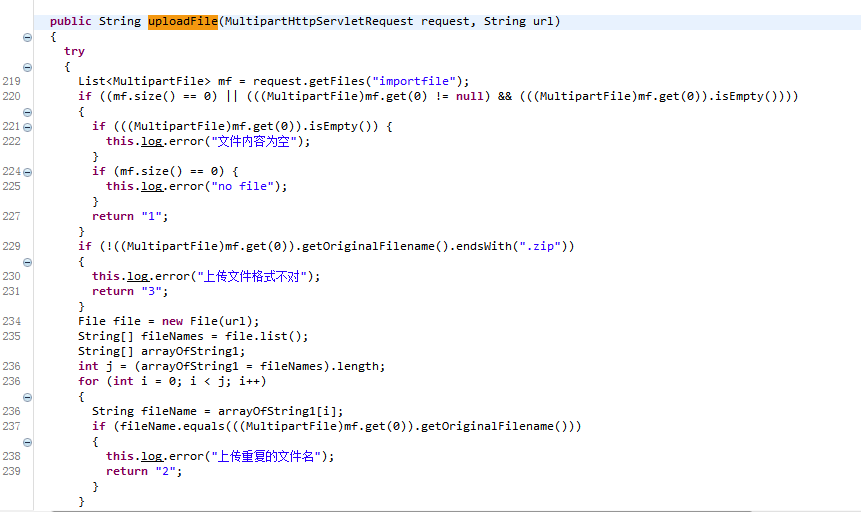 public String uploadFile(MultipartHttpServletRequest request, String url)
{
try
{
219 List<MultipartFile> mf = request.getFiles("importfile");
220 if ((mf.size() == 0) || (((MultipartFile)mf.get(0) != null) && (((MultipartFile)mf.get(0)).isEmpty())))
{
221 if (((MultipartFile)mf.get(0)).isEmpty()) {
222 this.log.error("文件内容为空");
}
224 if (mf.size() == 0) {
225 this.log.error("no file");
}
227 return "1";
}
229 if (!((MultipartFile)mf.get(0)).getOriginalFilename().endsWith(".zip"))
{
230 this.log.error("上传文件格式不对");
231 return "3";
}
234 File file = new File(url);
235 String[] fileNames = file.list();
String[] arrayOfString1;
236 int j = (arrayOfString1 = fileNames).length;
236 for (int i = 0; i < j; i++)
{
236 String fileName = arrayOfString1[i];
237 if (fileName.equals(((MultipartFile)mf.get(0)).getOriginalFilename()))
{
238 this.log.error("上传重复的文件名");
239 return "2";
}
}